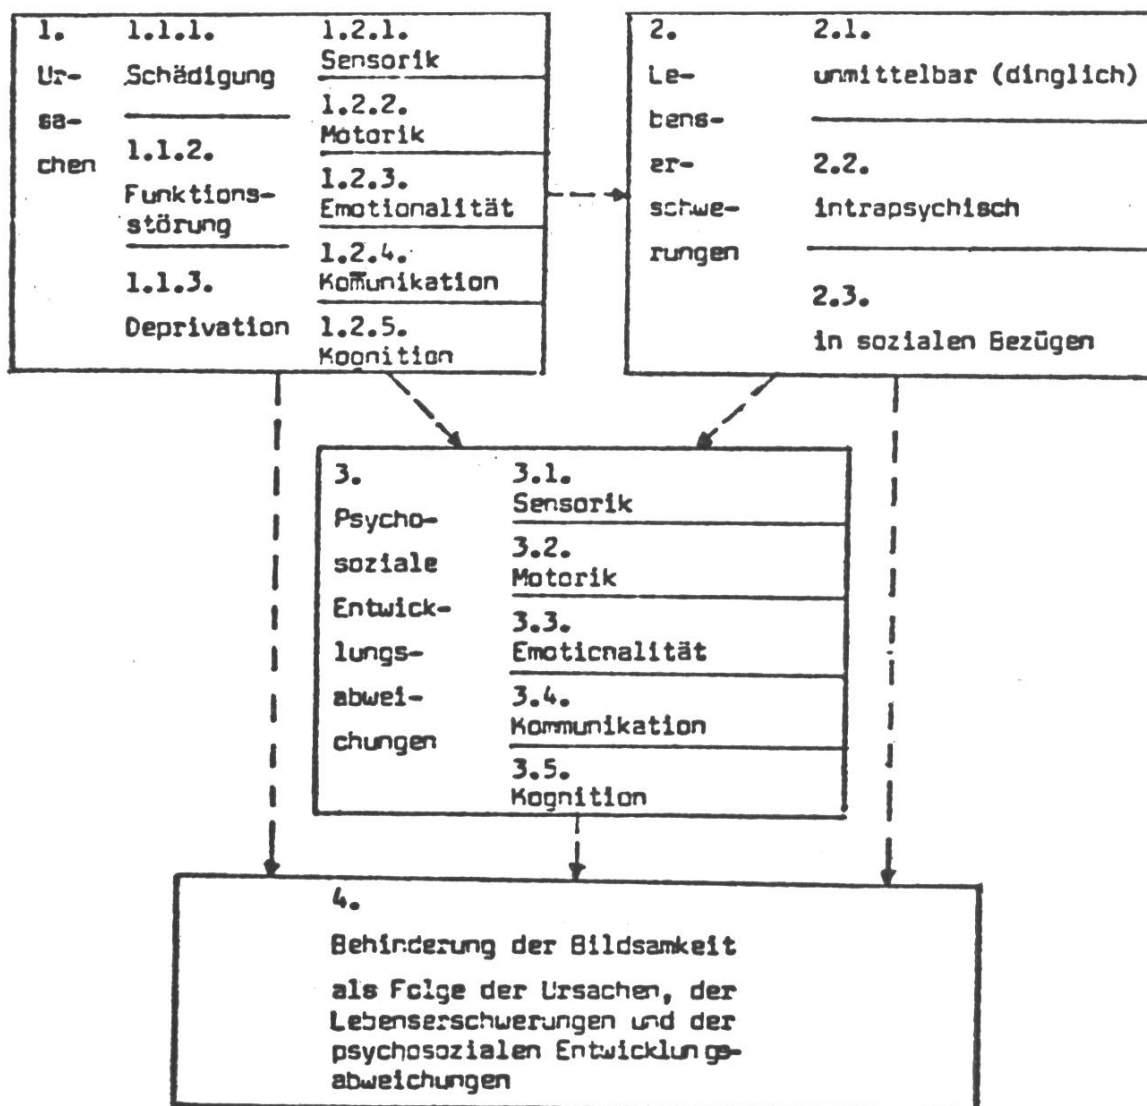 1.
Ur-
sa-
chen
1.1.1.
Schädigung
1.1.2.
Funktions-
störung
1.1.3.
Deprivation
1.2.1.
Sensorik
1.2.2.
Motorik
1.2.3.
Emotionalität
1.2.4.
Kom̄unikation
1.2.5.
Kognition
2.
Le-
bens-
er-
schwe-
rungen
2.1.
unmittelbar (dinglich)
2.2.
intrapsychisch
2.3.
in sozialen Bezügen
3.
Psycho-
soziale
Entwick-
lungs-
abwei-
chungen
3.1.
Sensorik
3.2.
Motorik
3.3.
Emotionalität
3.4.
Kommunikation
3.5.
Kognition
4.
Behinderung der Bildsamkeit
als Folge der Ursachen, der
Lebenserschwerungen und der
psychosozialen Entwicklungs-
abweichungen